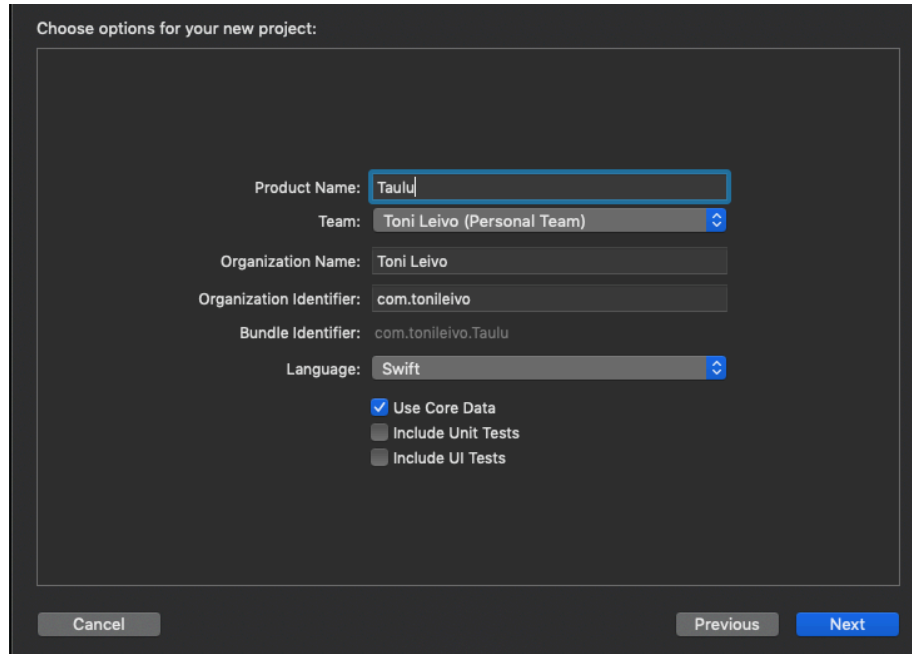 Choose options for your new project:
Product Name: Taulu
Team: Toni Leivo (Personal Team)
Organization Name: Toni Leivo
Organization Identifier: com.tonileivo
Bundle Identifier: com.tonileivo.Taulu
Language: Swift
Use Core Data
Include Unit Tests
Include UI Tests
Cancel Previous Next